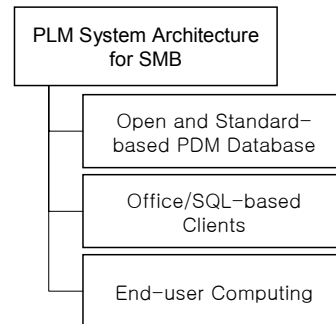 PLM System Architecture
for SMB
Open and Standard-
based PDM Database
Office/SQL-based
Clients
End-user Computing